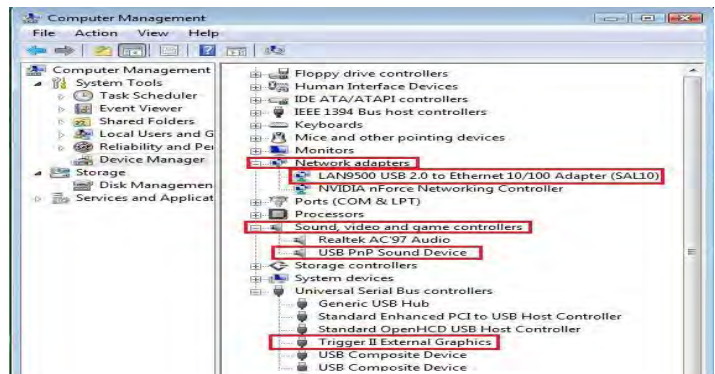 Computer Management
File Action View Help
Computer Management
System Tools
Task Scheduler
Event Viewer
Shared Folders
Local Users and G
Reliability and Per
Device Manager
Storage
Disk Managemen
Services and Applicat
Floppy drive controllers
Human Interface Devices
IDE ATA/ATAPI controllers
IEEE 1394 Bus host controllers
Keyboards
Mice and other pointing devices
Monitors
Network adapters
LAN9500 USB 2.0 to Ethernet 10/100 Adapter (SAL10)
NVIDIA nForce Networking Controller
Ports (COM & LPT)
Processors
Sound, video and game controllers
Realtek AC'97 Audio
USB PnP Sound Device
Storage controllers
System devices
Universal Serial Bus controllers
Generic USB Hub
Standard Enhanced PCI to USB Host Controller
Standard OpenHCD USB Host Controller
Trigger II External Graphics
USB Composite Device
USB Composite Device